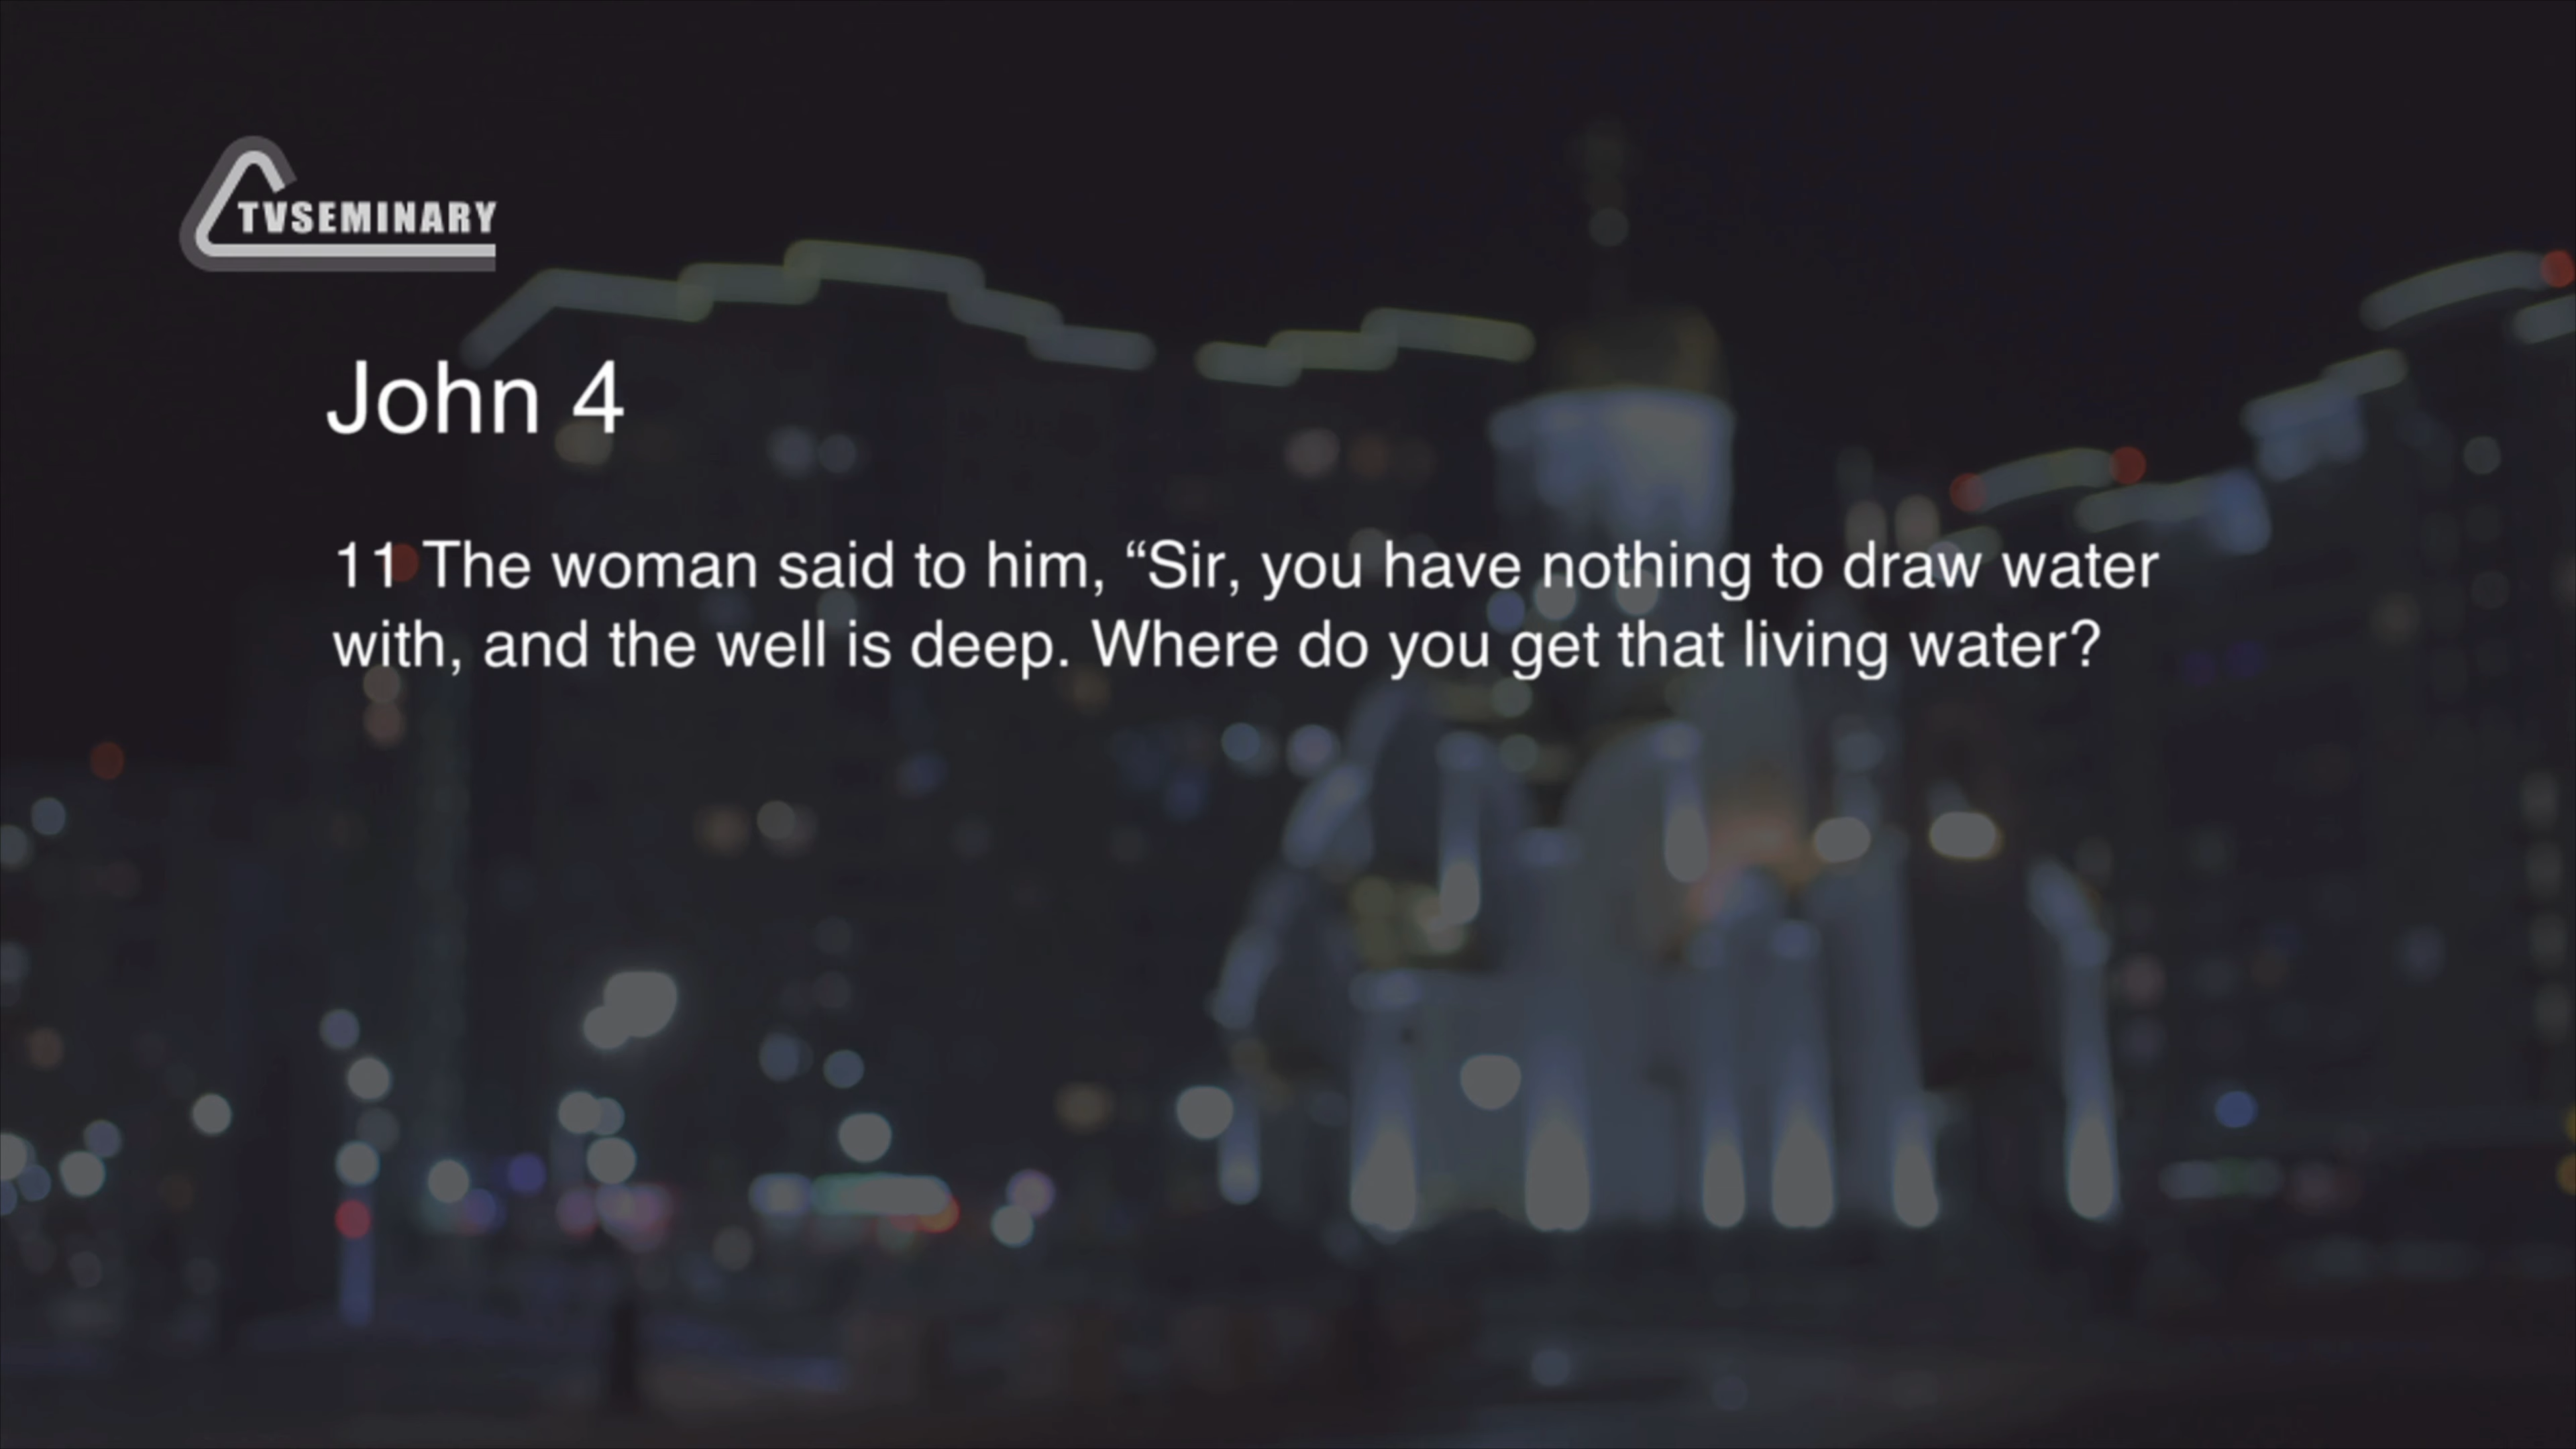 TVSEMINARY
John 4
11 The woman said to him, “Sir, you have nothing to draw water
with, and the well is deep. Where do you get that living water?